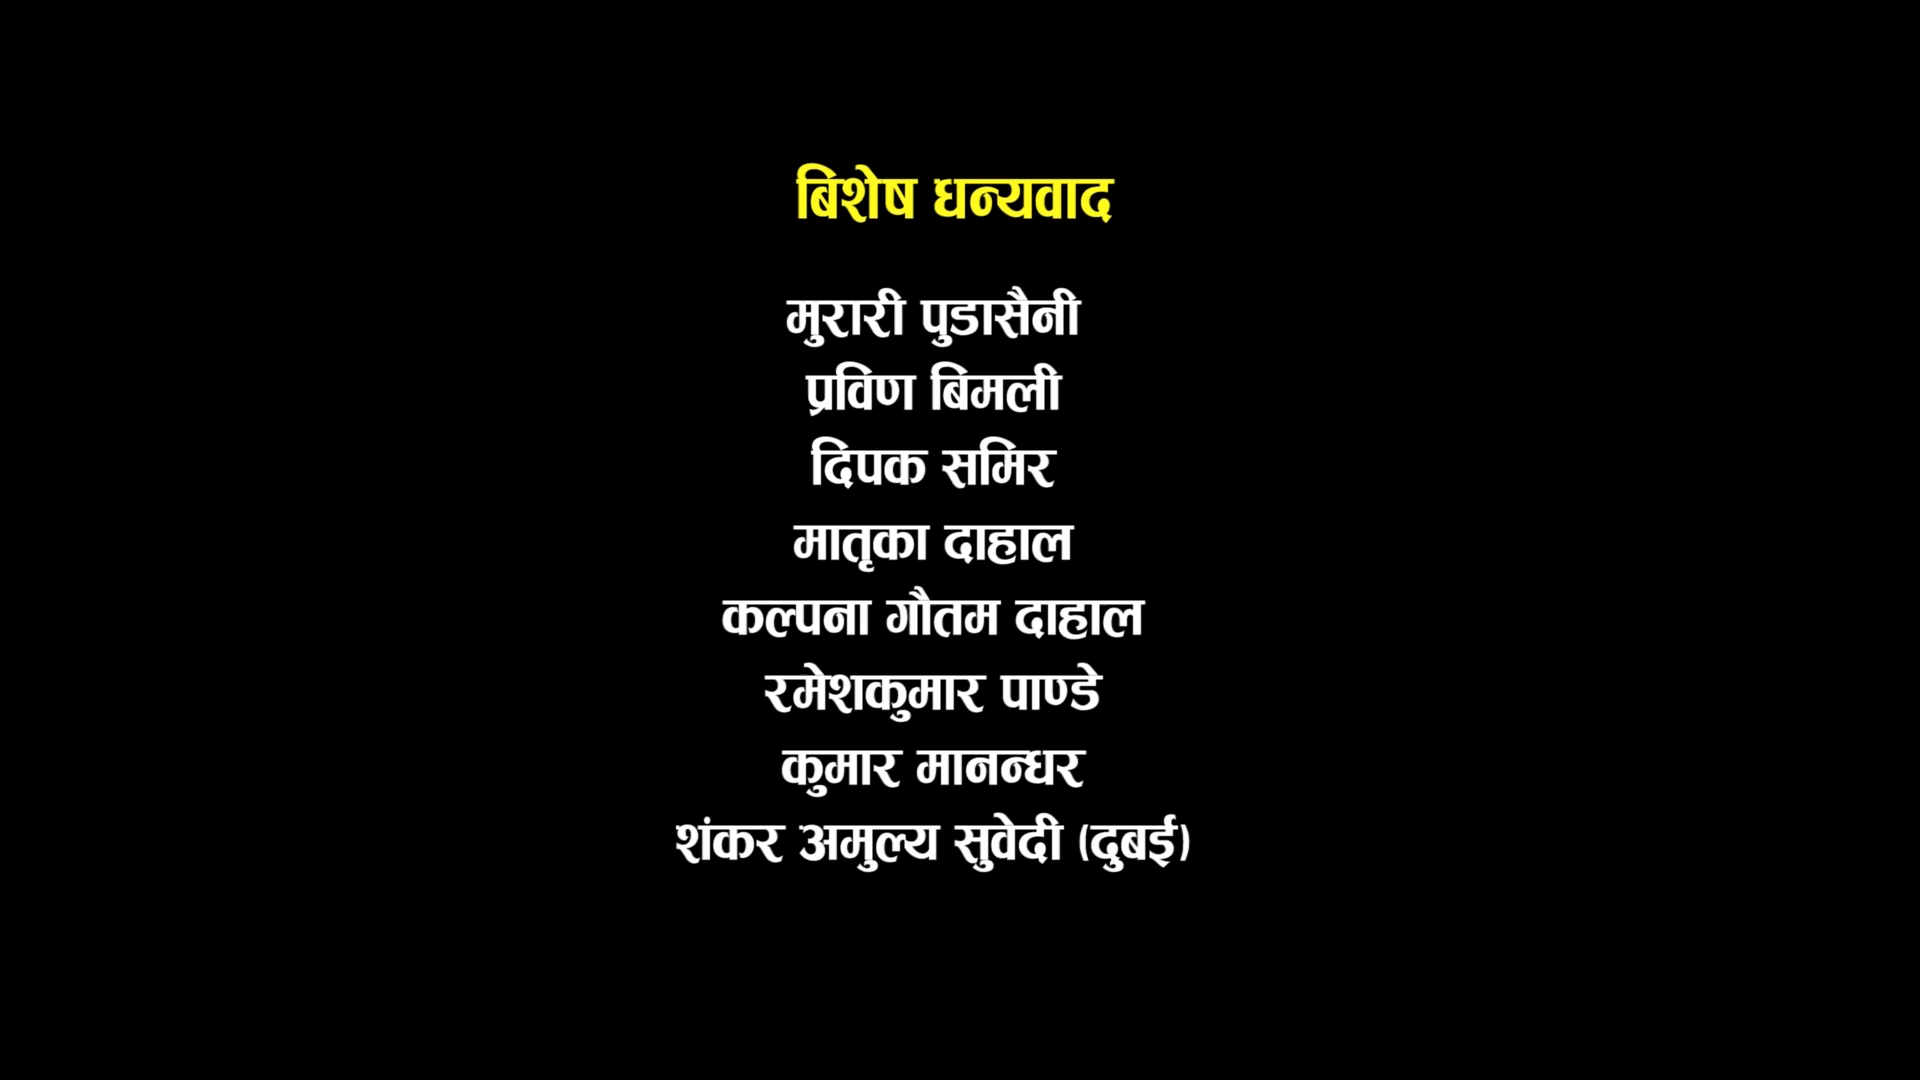 बिशेष धन्यवाद
मुरारी पुडासैनी
प्रविण बिमली
दिपक समिर
मातृका दाहाल
कल्पना गौतम दाहाल
रमेशकुमार पाण्डे
कुमार मानन्धर
शंकर अमुल्य सुवेदी (दुबई)